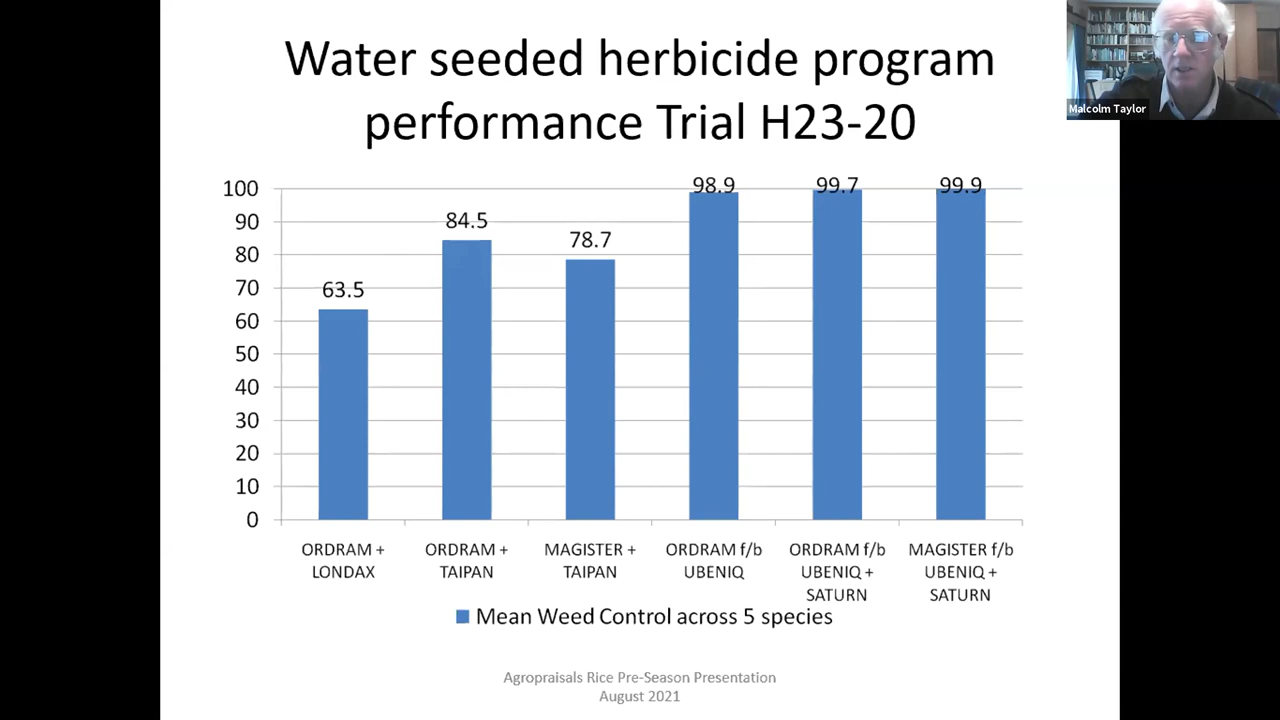 Water seeded herbicide program
performance Trial H23-20
Malcolm Taylor
100
90
80
70
60
50
40
30
20
10
0
63.5
84.5
78.7
98.9
99.7
99.9
ORDRAM +
LONDAX
ORDRAM +
TAIPAN
MAGISTER +
TAIPAN
ORDRAM f/b
UBENIQ
ORDRAM f/b
UBENIQ +
SATURN
MAGISTER f/b
UBENIQ +
SATURN
Mean Weed Control across 5 species
Agropraisals Rice Pre-Season Presentation
August 2021